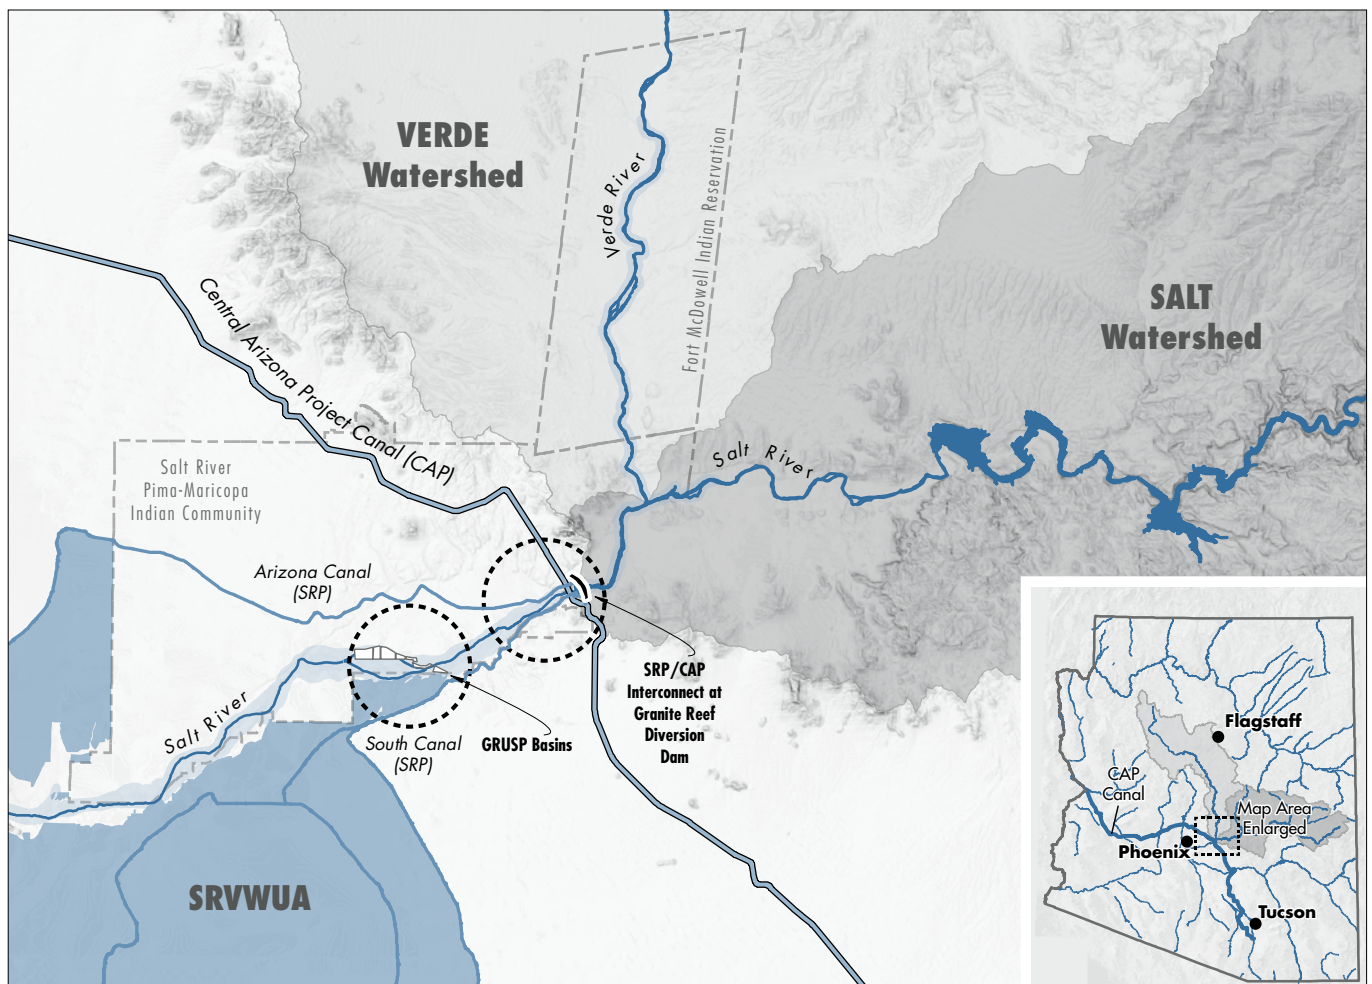 VERDE
Watershed
Verde River
Fort McDowell Indian Reservation
SALT
Watershed
Central Arizona Project Canal (CAP)
Salt River
Salt River
Pima-Maricopa
Indian Community
Arizona Canal
(SRP)
SRP/CAP
Interconnect at
Granite Reef
Diversion
Dam
Salt River
South Canal
(SRP)
GRUSP Basins
SRVWUA
Flagstaff
CAP
Canal
Map Area
Enlarged
Phoenix
Tucson